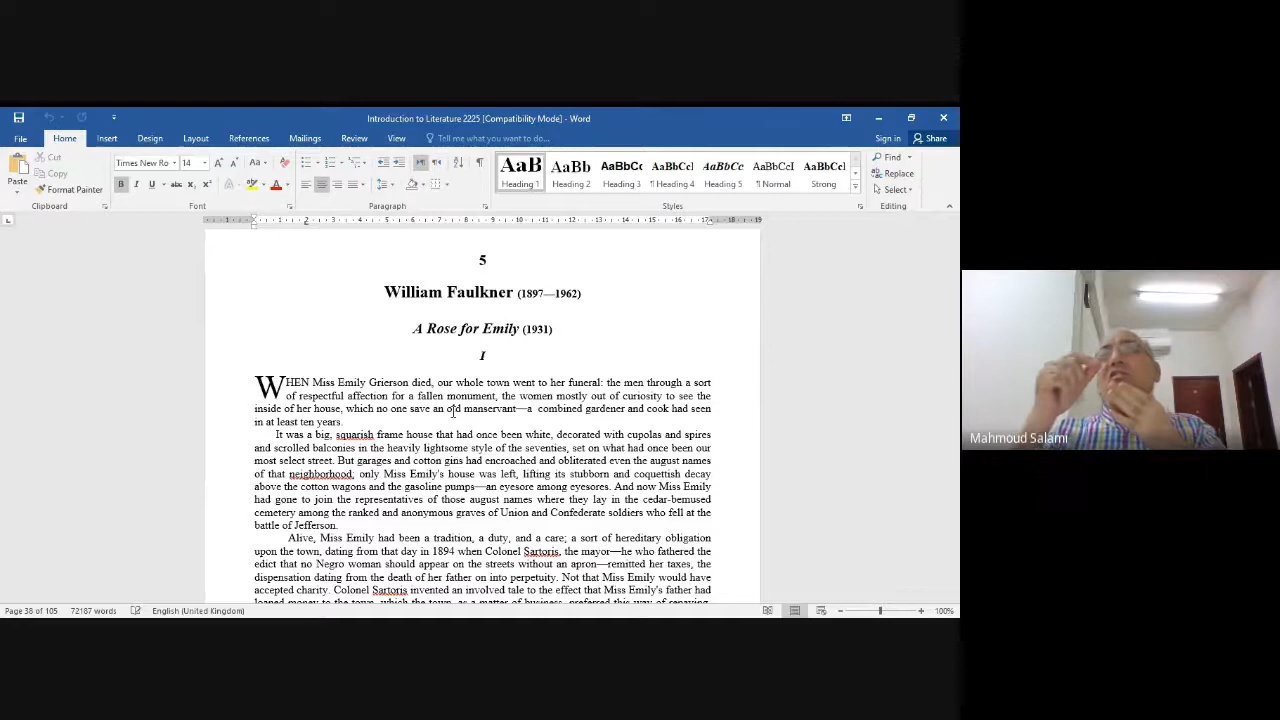 Introduction to Literature 2225 [Compatibility Mode] - Word
File Home Insert Design Layout References Mailings Review View Tell me what you want to do... Sign in Share
Paste
Cut
Copy
Format Painter
Clipboard
Times New Ro 14
Font
Paragraph
AaB AaBb AaBbCc AaBbCcI AaBbCc AaBbCcI AaBbCcI
Heading 1 Heading 2 Heading 3 ¶ Heading 4 Heading 5 ¶ Normal Strong
Styles
Find
Replace
Select
Editing
5
William Faulkner (1897—1962)
A Rose for Emily (1931)
I
WHEN Miss Emily Grierson died, our whole town went to her funeral: the men through a sort
of respectful affection for a fallen monument, the women mostly out of curiosity to see the
inside of her house, which no one save an old manservant—a combined gardener and cook had seen
in at least ten years.
It was a big, squarish frame house that had once been white, decorated with cupolas and spires
and scrolled balconies in the heavily lightsome style of the seventies, set on what had once been our
most select street. But garages and cotton gins had encroached and obliterated even the august names
of that neighborhood; only Miss Emily's house was left, lifting its stubborn and coquettish decay
above the cotton wagons and the gasoline pumps—an eyesore among eyesores. And now Miss Emily
had gone to join the representatives of those august names where they lay in the cedar-bemused
cemetery among the ranked and anonymous graves of Union and Confederate soldiers who fell at the
battle of Jefferson.
Alive, Miss Emily had been a tradition, a duty, and a care; a sort of hereditary obligation
upon the town, dating from that day in 1894 when Colonel Sartoris, the mayor—he who fathered the
edict that no Negro woman should appear on the streets without an apron—remitted her taxes, the
dispensation dating from the death of her father on into perpetuity. Not that Miss Emily would have
accepted charity. Colonel Sartoris invented an involved tale to the effect that Miss Emily's father had
loaned money to the town, which the town, as a matter of business, preferred this way of repaying.
Page 38 of 105 72187 words English (United Kingdom) 100%
Mahmoud Salami